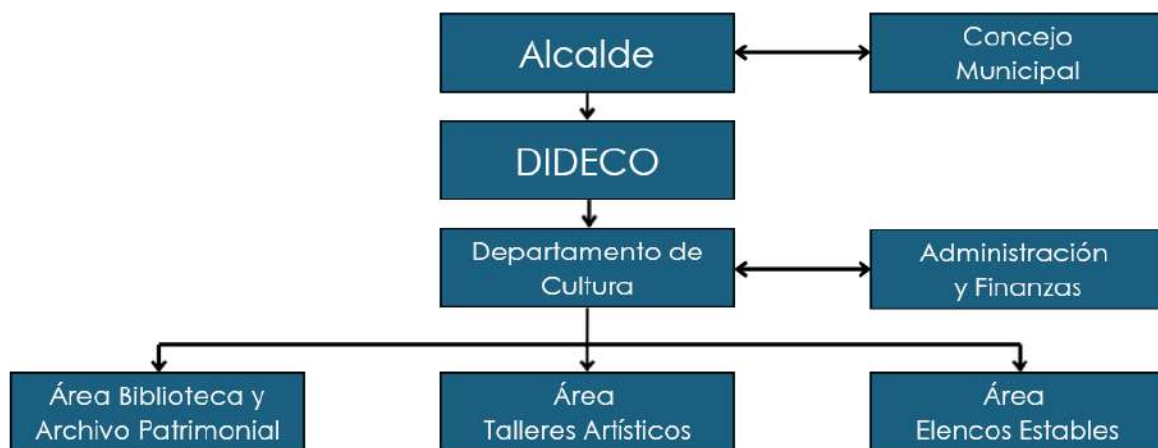 Alcalde
Concejo
Municipal
DIDECO
Departamento de
Cultura
Administración
y Finanzas
Área Biblioteca y
Archivo Patrimonial
Área
Talleres Artísticos
Área
Elencos Estables